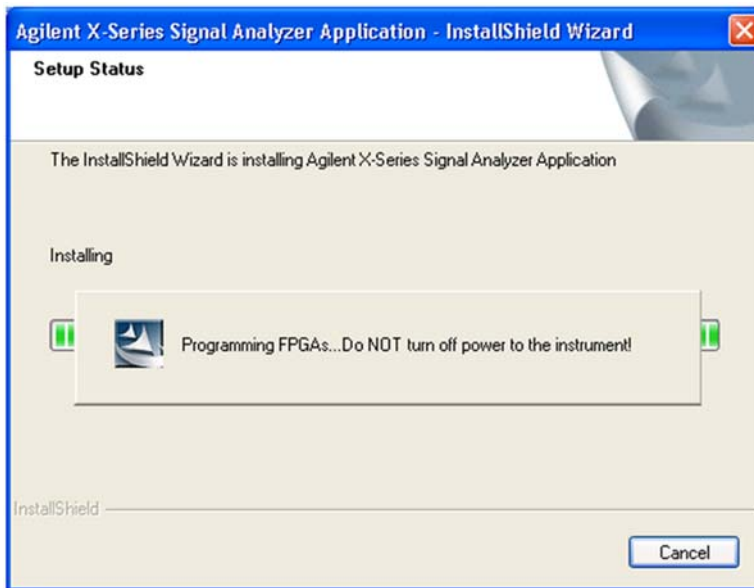 Agilent X-Series Signal Analyzer Application - InstallShield Wizard
Setup Status
The InstallShield Wizard is installing Agilent X-Series Signal Analyzer Application
Installing
Programming FPGAs...Do NOT turn off power to the instrument!
InstallShield
Cancel